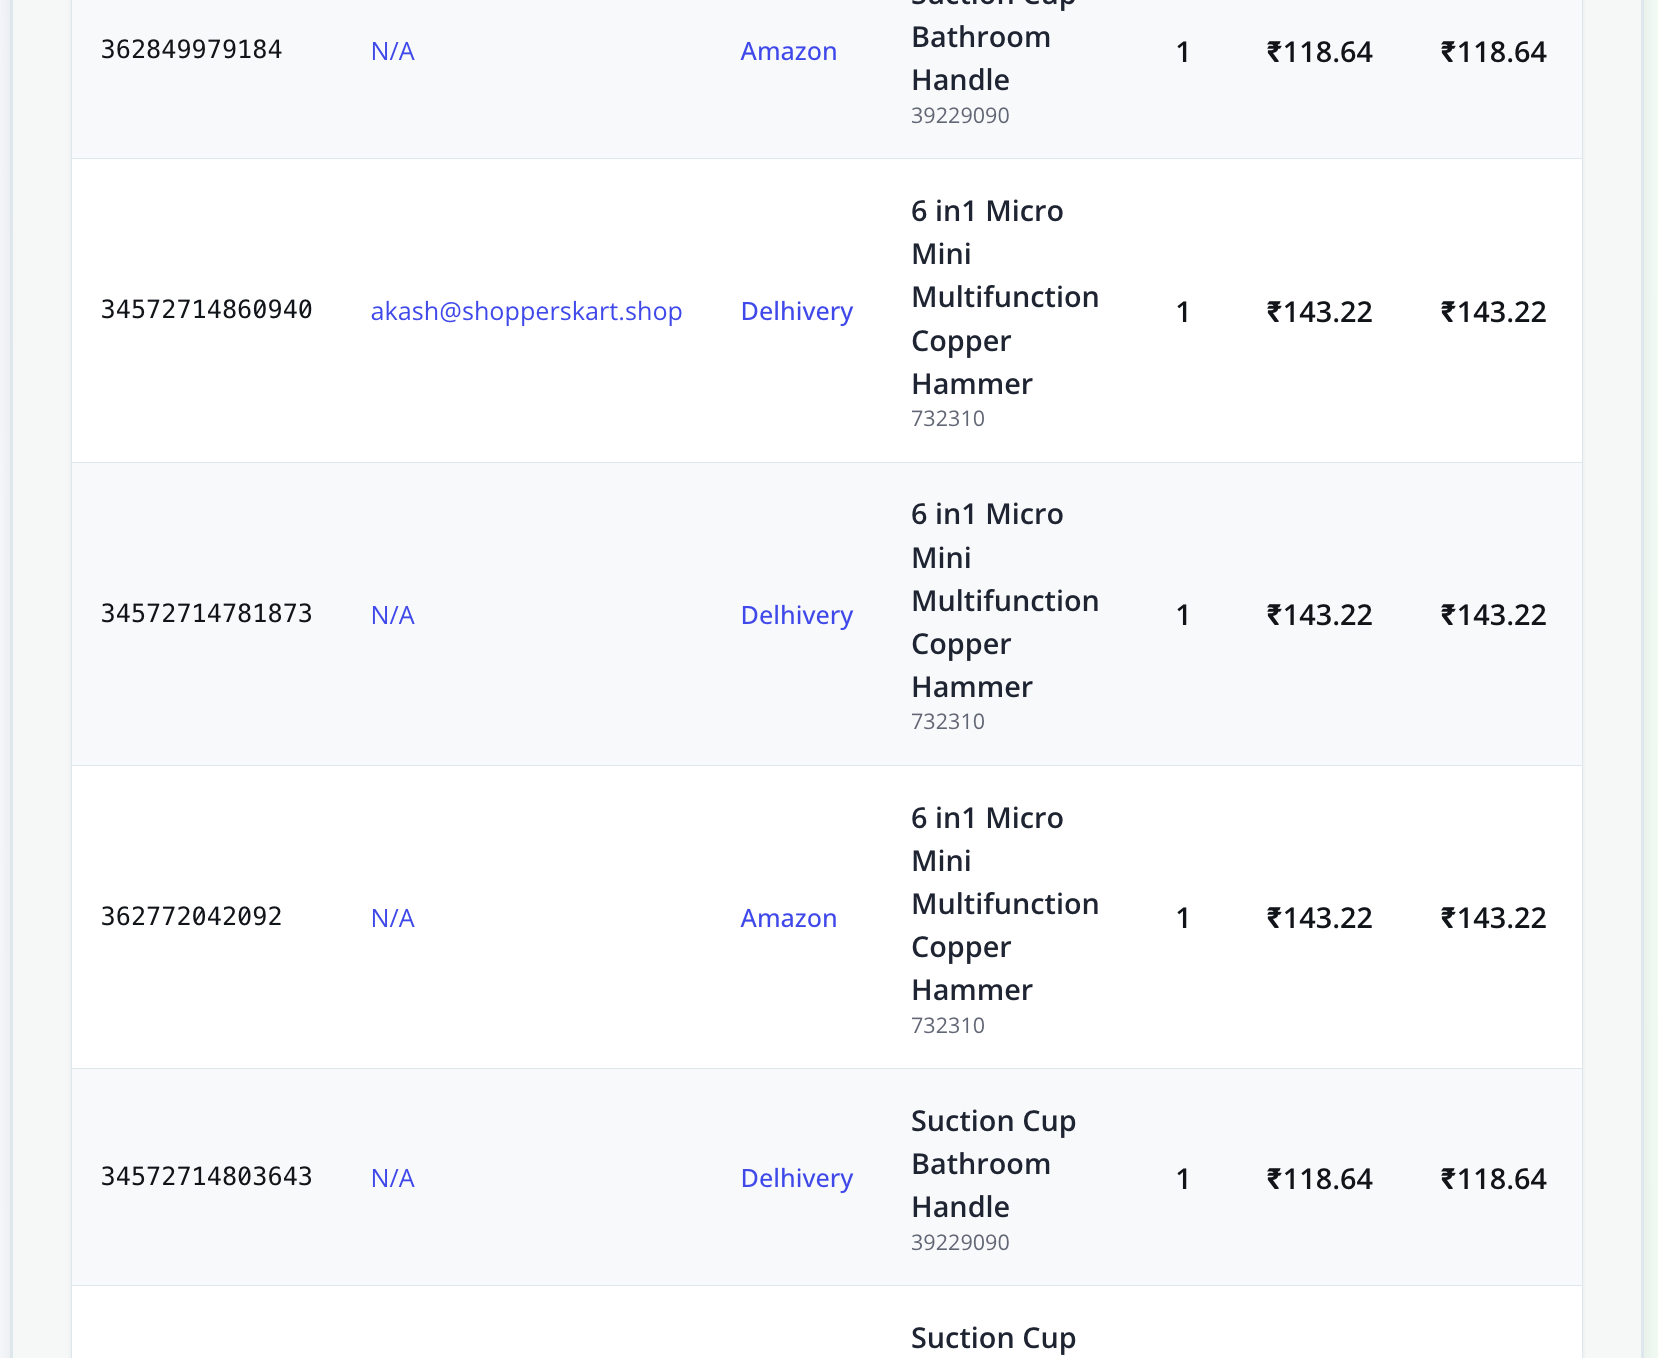 Suction Cup
Bathroom
Handle
39229090
362849979184 N/A Amazon 1 ₹118.64 ₹118.64
6 in1 Micro
Mini
Multifunction
Copper
Hammer
732310
34572714860940 akash@shopperskart.shop Delhivery 1 ₹143.22 ₹143.22
6 in1 Micro
Mini
Multifunction
Copper
Hammer
732310
34572714781873 N/A Delhivery 1 ₹143.22 ₹143.22
6 in1 Micro
Mini
Multifunction
Copper
Hammer
732310
362772042092 N/A Amazon 1 ₹143.22 ₹143.22
Suction Cup
Bathroom
Handle
39229090
34572714803643 N/A Delhivery 1 ₹118.64 ₹118.64
Suction Cup